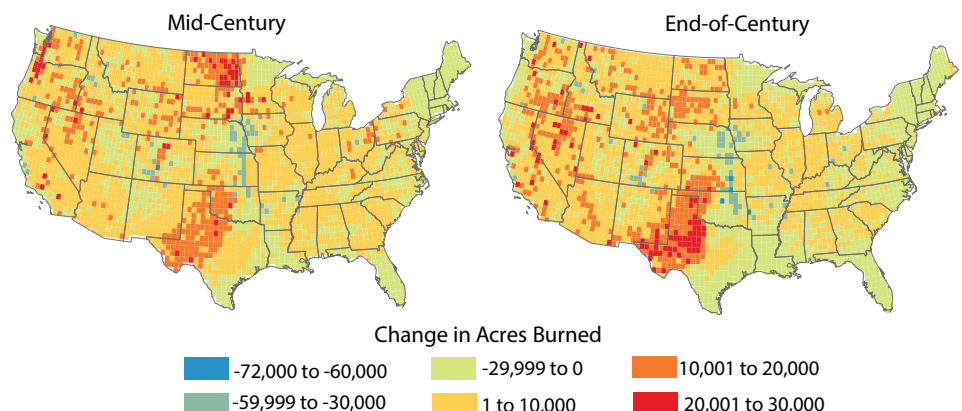 Mid-Century
End-of-Century
Change in Acres Burned
-72,000 to -60,000
-29,999 to 0
10,001 to 20,000
-59,999 to -30,000
1 to 10,000
20,001 to 30,000